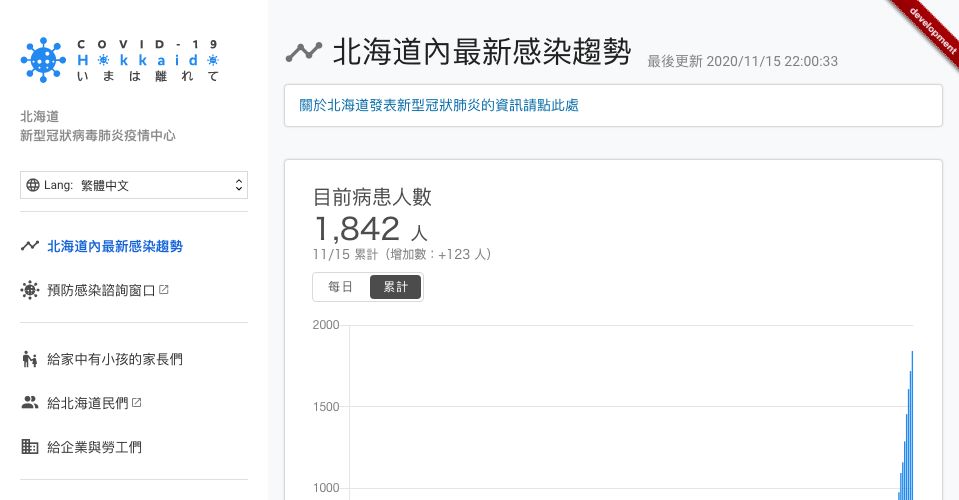 COVID-19
Hokkaido
いまは離れて
北海道
新型冠狀病毒肺炎疫情中心
Lang: 繁體中文
北海道內最新感染趨勢
預防感染諮詢窗口
給家中有小孩的家長們
給北海道民們
給企業與勞工們
development
北海道內最新感染趨勢
最後更新 2020/11/15 22:00:33
關於北海道發表新型冠狀肺炎的資訊請點此處
目前病患人數
1,842 人
11/15 累計（增加數：+123 人）
每日 累計
2000
1500
1000